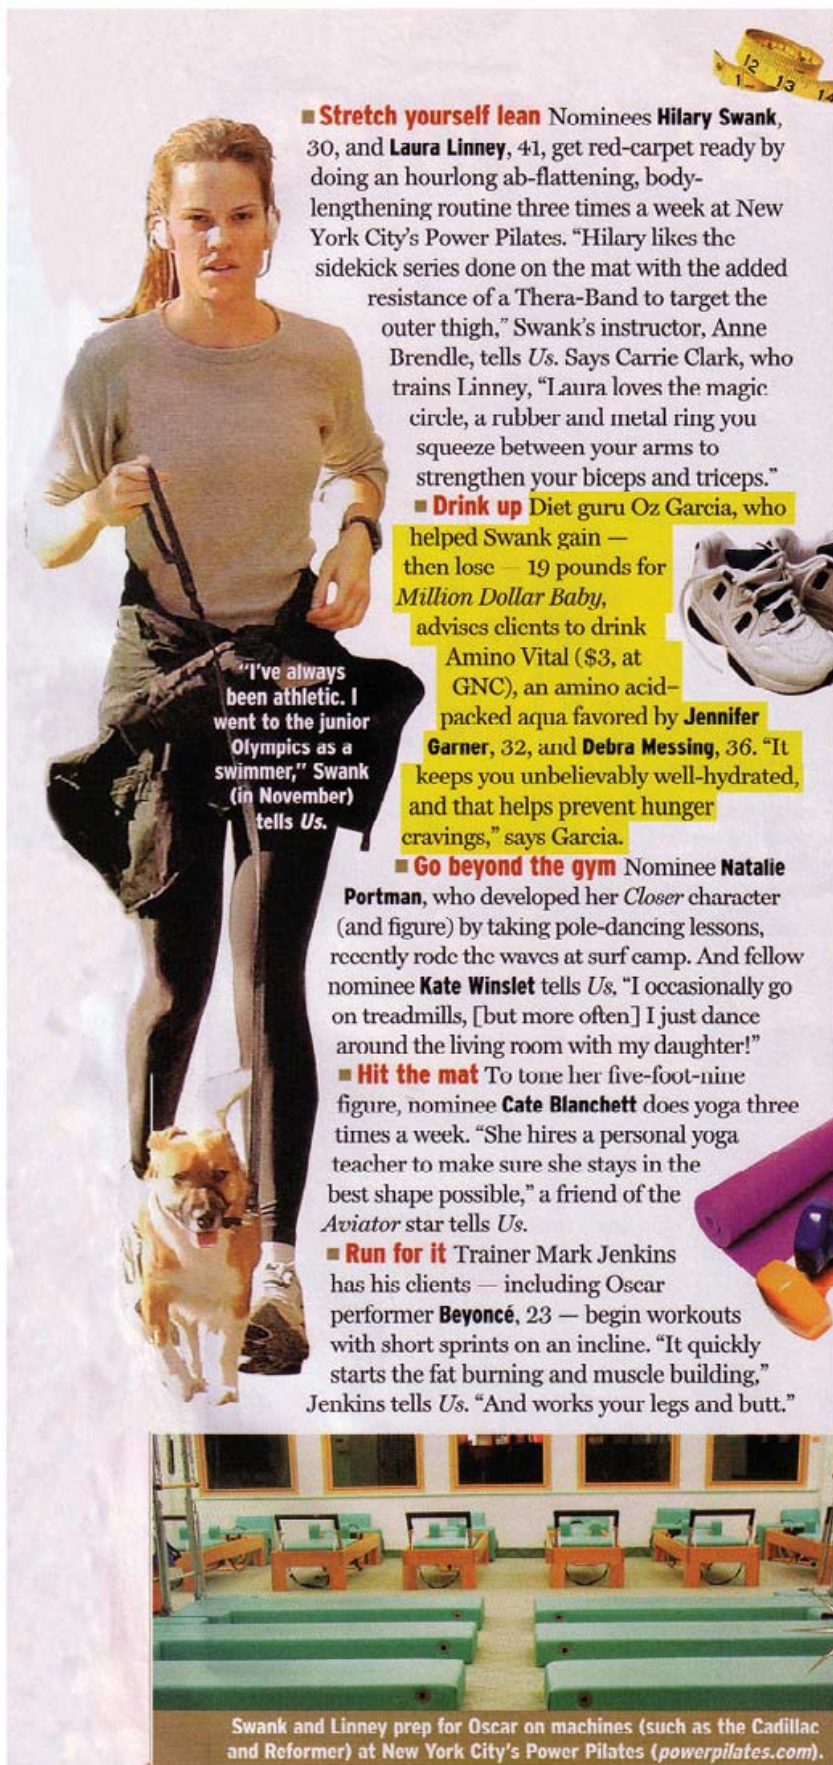 12 13 14
1
■ Stretch yourself lean Nominees Hilary Swank,
30, and Laura Linney, 41, get red-carpet ready by
doing an hourlong ab-flattening, body-
lengthening routine three times a week at New
York City's Power Pilates. “Hilary likes the
sidekick series done on the mat with the added
resistance of a Thera-Band to target the
outer thigh,” Swank's instructor, Anne
Brendle, tells Us. Says Carrie Clark, who
trains Linney, “Laura loves the magic
circle, a rubber and metal ring you
squeeze between your arms to
strengthen your biceps and triceps.”
■ Drink up Diet guru Oz Garcia, who
helped Swank gain —
then lose — 19 pounds for
Million Dollar Baby,
advises clients to drink
Amino Vital ($3, at
GNC), an amino acid–
packed aqua favored by Jennifer
Garner, 32, and Debra Messing, 36. “It
keeps you unbelievably well-hydrated,
and that helps prevent hunger
cravings,” says Garcia.
■ Go beyond the gym Nominee Natalie
Portman, who developed her Closer character
(and figure) by taking pole-dancing lessons,
recently rode the waves at surf camp. And fellow
nominee Kate Winslet tells Us, “I occasionally go
on treadmills, [but more often] I just dance
around the living room with my daughter!”
■ Hit the mat To tone her five-foot-nine
figure, nominee Cate Blanchett does yoga three
times a week. “She hires a personal yoga
teacher to make sure she stays in the
best shape possible,” a friend of the
Aviator star tells Us.
■ Run for it Trainer Mark Jenkins
has his clients — including Oscar
performer Beyoncé, 23 — begin workouts
with short sprints on an incline. “It quickly
starts the fat burning and muscle building,”
Jenkins tells Us. “And works your legs and butt.”
“I've always
been athletic. I
went to the junior
Olympics as a
swimmer,” Swank
(in November)
tells Us.
Swank and Linney prep for Oscar on machines (such as the Cadillac
and Reformer) at New York City's Power Pilates (powerpilates.com).